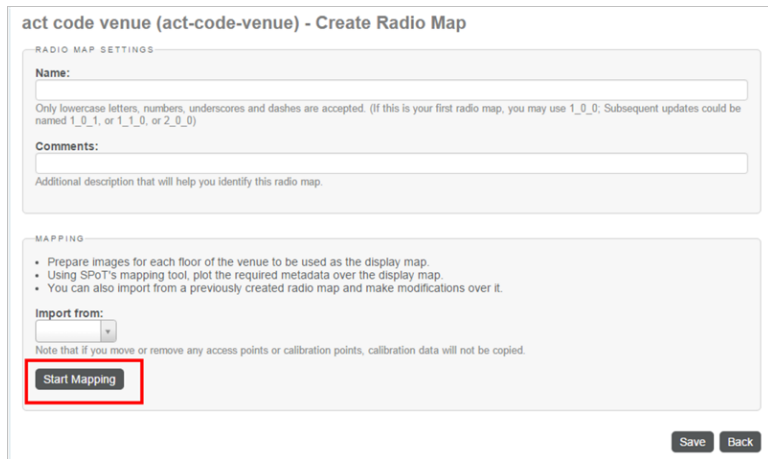 act code venue (act-code-venue) - Create Radio Map
RADIO MAP SETTINGS
Name:
Only lowercase letters, numbers, underscores and dashes are accepted. (If this is your first radio map, you may use 1_0_0; Subsequent updates could be
named 1_0_1, or 1_1_0, or 2_0_0)
Comments:
Additional description that will help you identify this radio map.
MAPPING
• Prepare images for each floor of the venue to be used as the display map.
• Using SPoT's mapping tool, plot the required metadata over the display map.
• You can also import from a previously created radio map and make modifications over it.
Import from:
Note that if you move or remove any access points or calibration points, calibration data will not be copied.
Start Mapping
Save Back